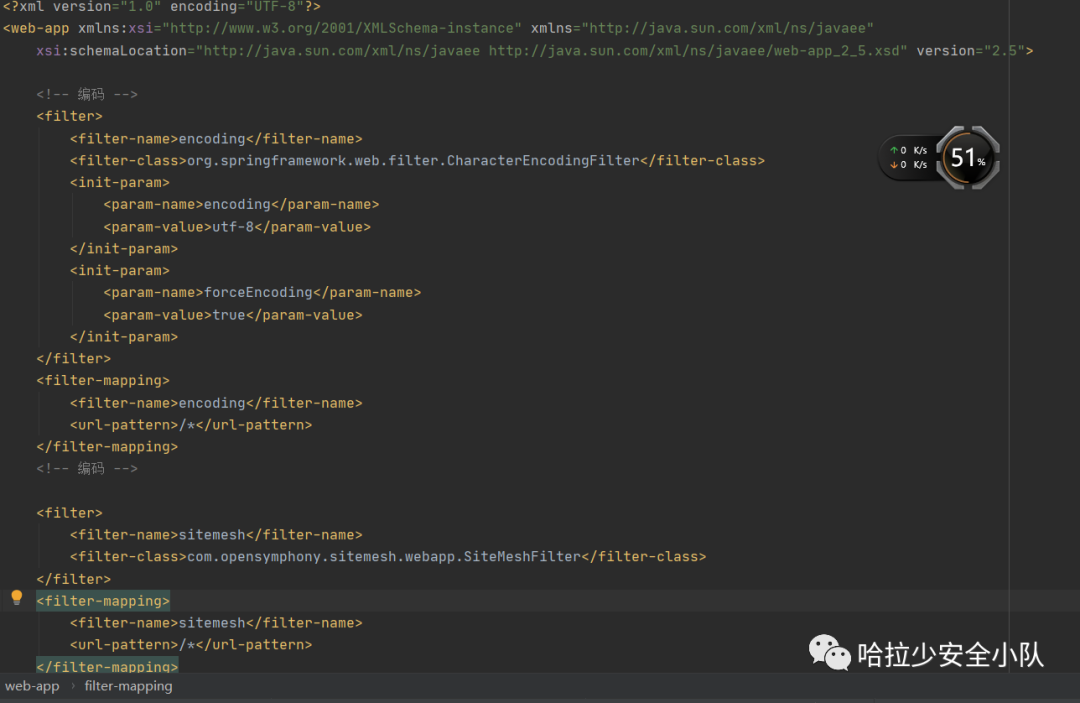 <?xml version="1.0" encoding="UTF-8"?>
<web-app xmlns:xsi="http://www.w3.org/2001/XMLSchema-instance" xmlns="http://java.sun.com/xml/ns/javaee"
xsi:schemaLocation="http://java.sun.com/xml/ns/javaee http://java.sun.com/xml/ns/javaee/web-app_2_5.xsd" version="2.5">
<!-- 编码 -->
<filter>
<filter-name>encoding</filter-name>
<filter-class>org.springframework.web.filter.CharacterEncodingFilter</filter-class>
<init-param>
<param-name>encoding</param-name>
<param-value>utf-8</param-value>
</init-param>
<init-param>
<param-name>forceEncoding</param-name>
<param-value>true</param-value>
</init-param>
</filter>
<filter-mapping>
<filter-name>encoding</filter-name>
<url-pattern>/*</url-pattern>
</filter-mapping>
<!-- 编码 -->
<filter>
<filter-name>sitemesh</filter-name>
<filter-class>com.opensymphony.sitemesh.webapp.SiteMeshFilter</filter-class>
</filter>
<filter-mapping>
<filter-name>sitemesh</filter-name>
<url-pattern>/*</url-pattern>
</filter-mapping>
web-app › filter-mapping
↑ 0 K/s
↓ 0 K/s
51%
哈拉少安全小队